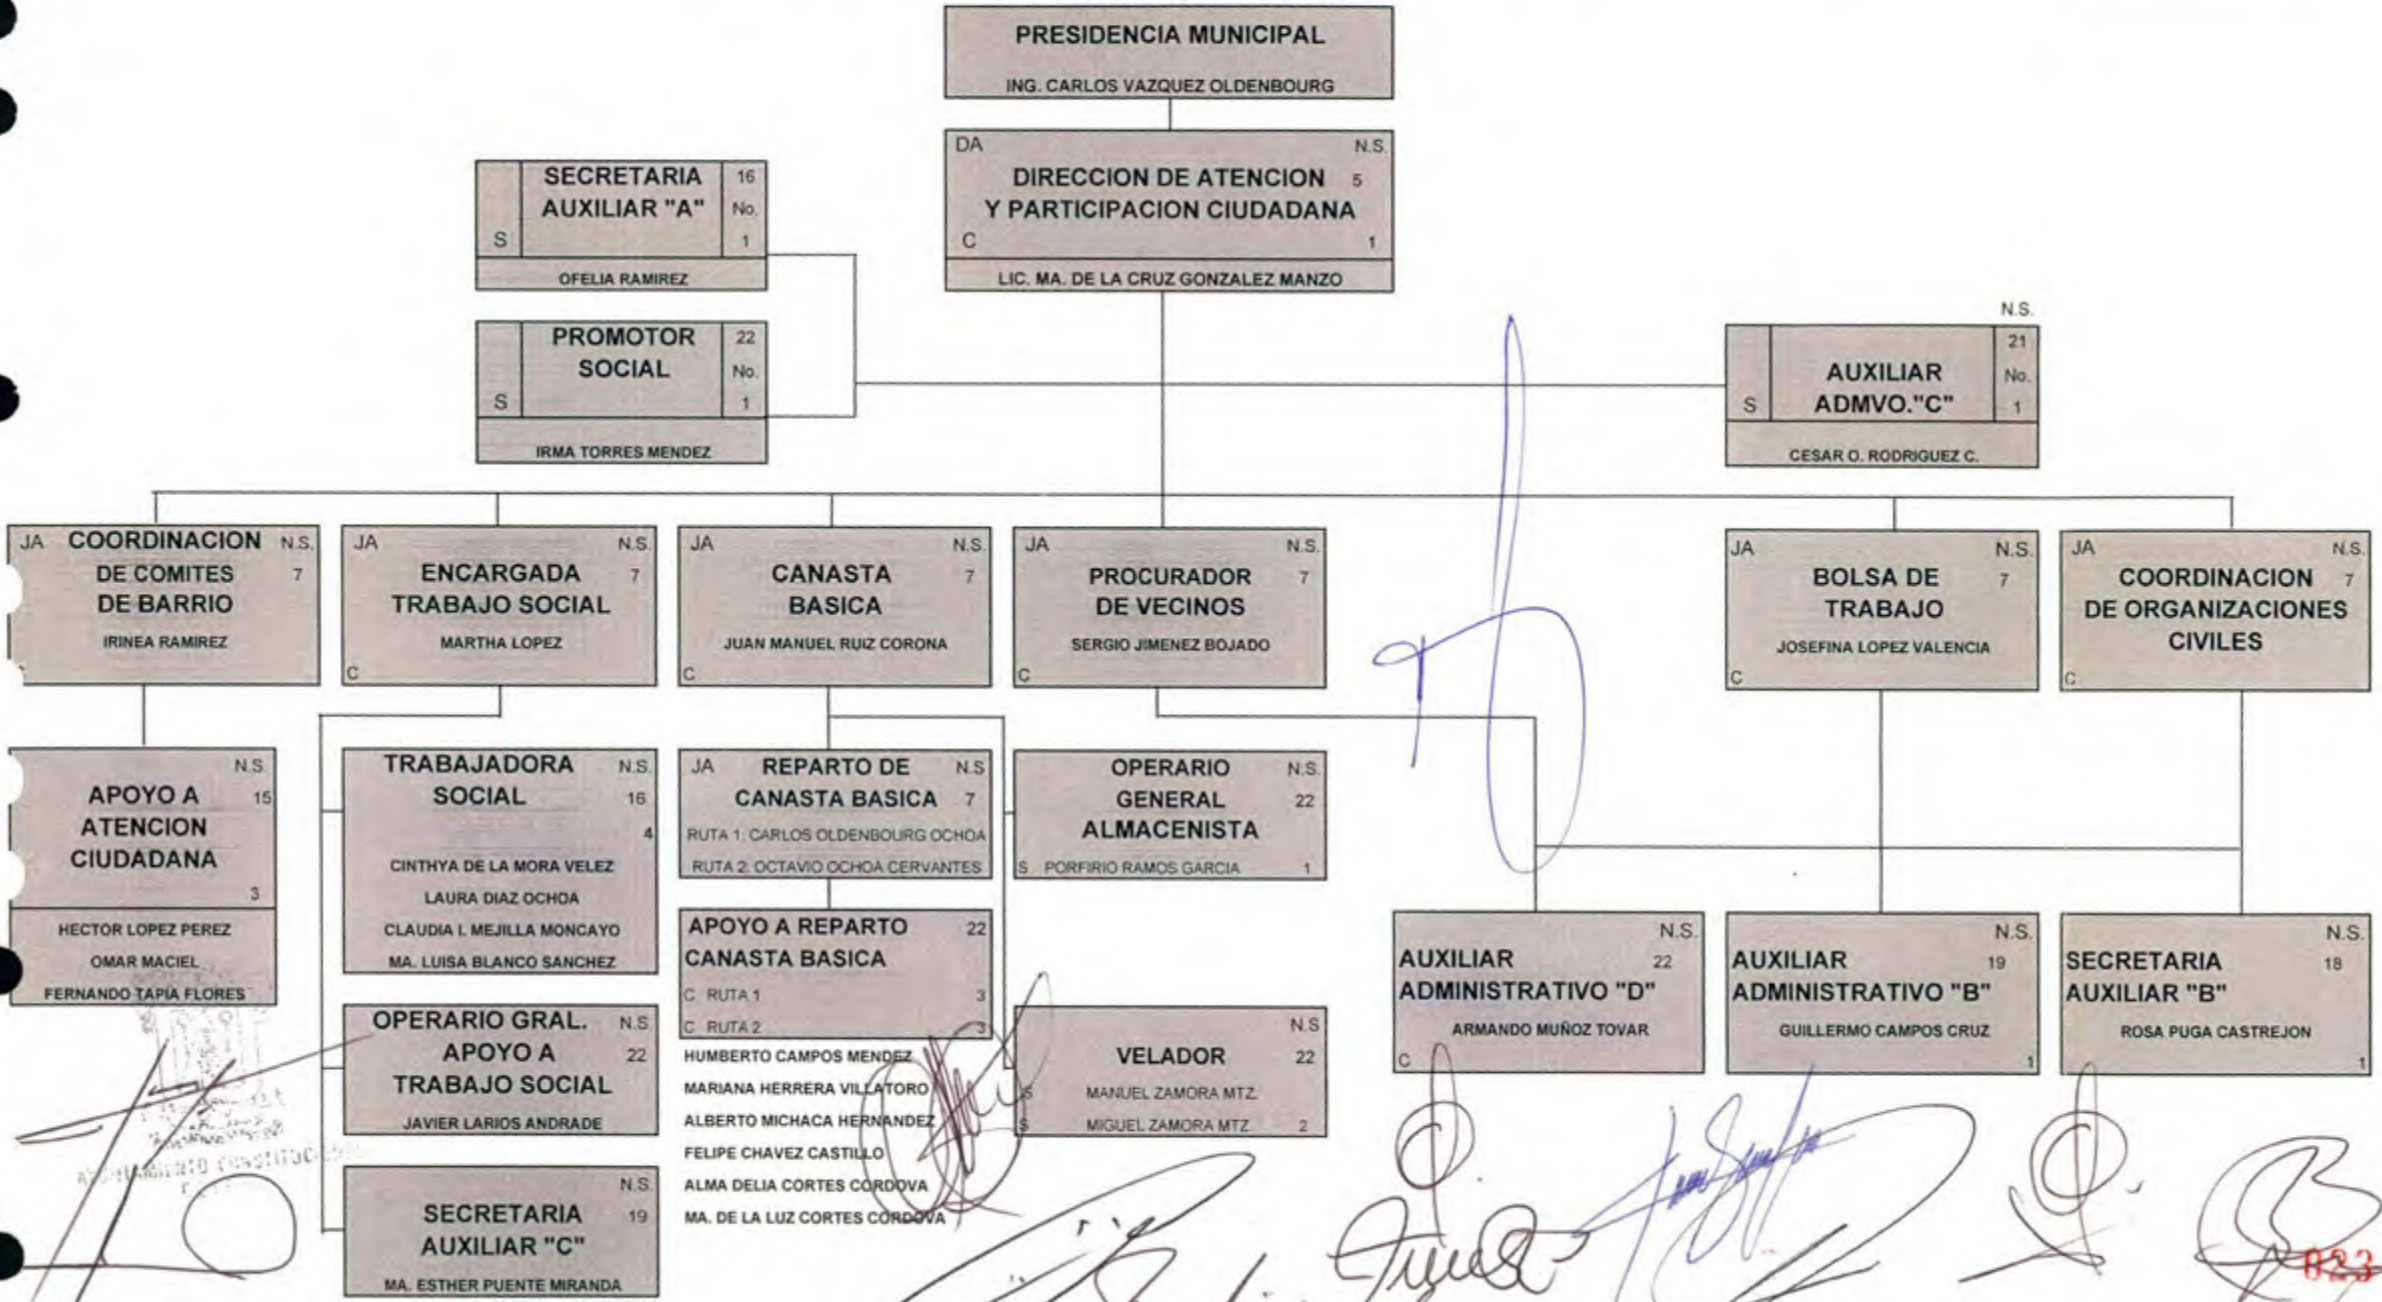 PRESIDENCIA MUNICIPAL
ING. CARLOS VAZQUEZ OLDENBOURG
DA N.S.
DIRECCION DE ATENCION 5
Y PARTICIPACION CIUDADANA
C 1
LIC. MA. DE LA CRUZ GONZALEZ MANZO
SECRETARIA 16
AUXILIAR "A" No.
S 1
OFELIA RAMIREZ
PROMOTOR 22
SOCIAL No.
S 1
IRMA TORRES MENDEZ
N.S.
21
AUXILIAR No.
S ADMVO."C" 1
CESAR O. RODRIGUEZ C.
JA COORDINACION N.S.
DE COMITES 7
DE BARRIO
IRINEA RAMIREZ
JA N.S.
ENCARGADA 7
TRABAJO SOCIAL
MARTHA LOPEZ
C
JA N.S.
CANASTA 7
BASICA
JUAN MANUEL RUIZ CORONA
C
JA N.S.
PROCURADOR 7
DE VECINOS
SERGIO JIMENEZ BOJADO
C
JA N.S.
BOLSA DE 7
TRABAJO
JOSEFINA LOPEZ VALENCIA
C
JA N.S.
COORDINACION 7
DE ORGANIZACIONES
CIVILES
C
N.S.
APOYO A 15
ATENCION
CIUDADANA
3
HECTOR LOPEZ PEREZ
OMAR MACIEL
FERNANDO TAPIA FLORES
TRABAJADORA N.S.
SOCIAL 16
4
CINTHYA DE LA MORA VELEZ
LAURA DIAZ OCHOA
CLAUDIA I. MEJILLA MONCAYO
MA. LUISA BLANCO SANCHEZ
OPERARIO GRAL. N.S.
APOYO A 22
TRABAJO SOCIAL
JAVIER LARIOS ANDRADE
N.S.
SECRETARIA 19
AUXILIAR "C"
MA. ESTHER PUENTE MIRANDA
JA REPARTO DE N.S
CANASTA BASICA 7
RUTA 1: CARLOS OLDENBOURG OCHOA
RUTA 2: OCTAVIO OCHOA CERVANTES
APOYO A REPARTO 22
CANASTA BASICA
C RUTA 1 3
C RUTA 2 3
HUMBERTO CAMPOS MENDEZ
MARIANA HERRERA VILLATORO
ALBERTO MICHACA HERNANDEZ
FELIPE CHAVEZ CASTILLO
ALMA DELIA CORTES CORDOVA
MA. DE LA LUZ CORTES CORDOVA
OPERARIO N.S.
GENERAL 22
ALMACENISTA
S PORFIRIO RAMOS GARCIA 1
N.S
VELADOR 22
S MANUEL ZAMORA MTZ.
S MIGUEL ZAMORA MTZ. 2
N.S.
AUXILIAR 22
ADMINISTRATIVO "D"
ARMANDO MUÑOZ TOVAR
C
N.S.
AUXILIAR 19
ADMINISTRATIVO "B"
GUILLERMO CAMPOS CRUZ
1
N.S.
SECRETARIA 18
AUXILIAR "B"
ROSA PUGA CASTREJON
1
023